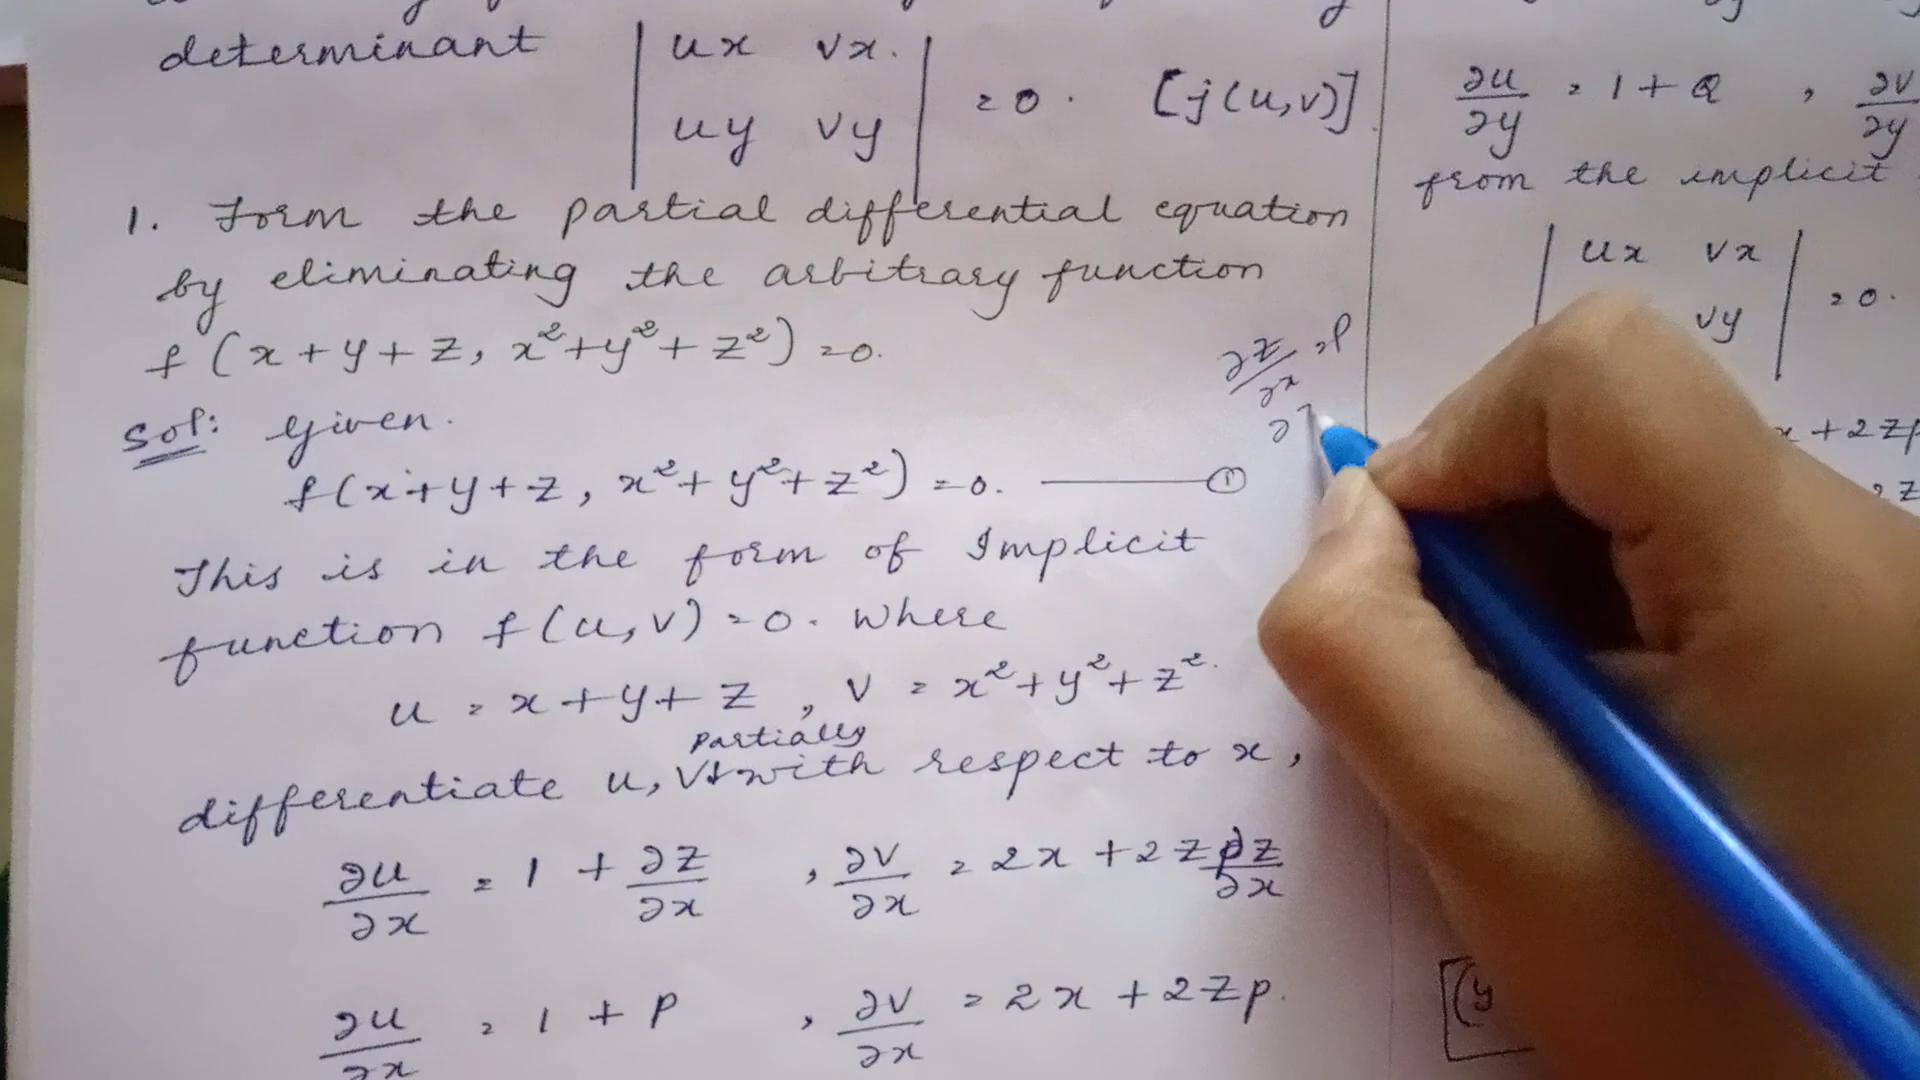 determinant | ux vx. | = 0. [j(u,v)].
| uy vy |
1. Form the partial differential equation
by eliminating the arbitrary function
f (x+y+z, x²+y²+z²) = 0.
Sol: Given.
f(x+y+z, x²+y²+z²) = 0. ——— ①
This is in the form of Implicit
function f(u,v) = 0. Where
u = x+y+z, v = x²+y²+z².
partially
differentiate u, v with respect to x,
∂u/∂x = 1 + ∂z/∂x , ∂v/∂x = 2x + 2z ∂z/∂x
∂u/∂x = 1 + p , ∂v/∂x = 2x + 2zp.
∂z/∂x = p
∂z
∂u/∂y = 1 + Q , ∂v/∂y
from the implicit
| ux vx | = 0.
vy |
x + 2zp
z
(y